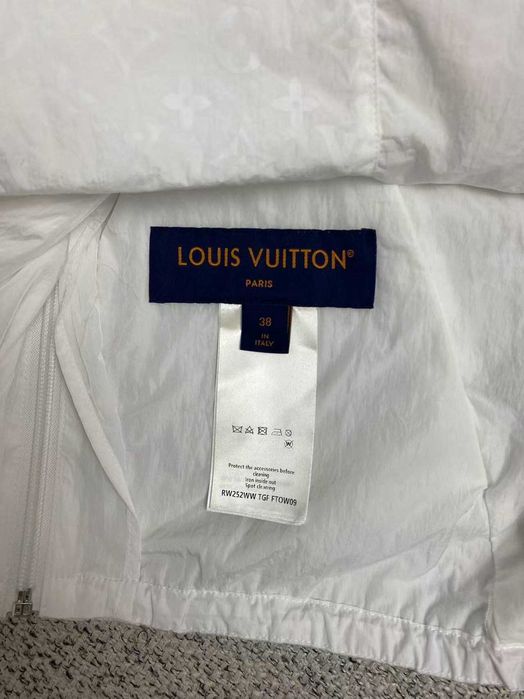 LOUIS VUITTON©
PARIS
38
IN
ITALY
W
Protect the accessories before
cleaning
Iron inside out
Spot cleaning
RW252WW TGF FTOW09